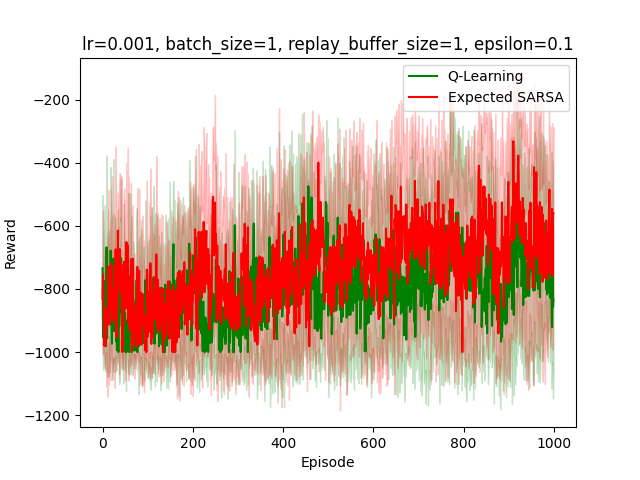 lr=0.001, batch_size=1, replay_buffer_size=1, epsilon=0.1
Q-Learning
Expected SARSA
−200
−400
−600
−800
−1000
−1200
Reward
0 200 400 600 800 1000
Episode